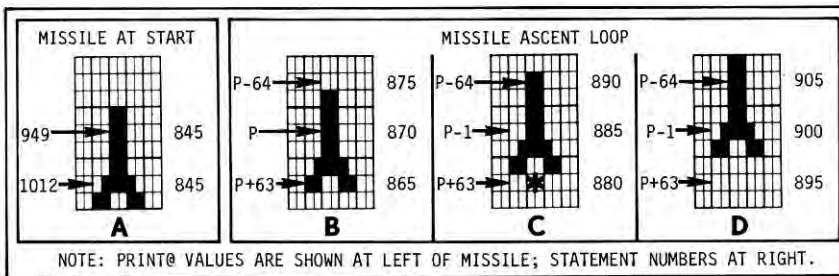 MISSILE AT START
949 845
1012 845
A
MISSILE ASCENT LOOP
P-64 875
P 870
P+63 865
B
P-64 890
P-1 885
P+63 880
C
P-64 905
P-1 900
P+63 895
D
NOTE: PRINT@ VALUES ARE SHOWN AT LEFT OF MISSILE; STATEMENT NUMBERS AT RIGHT.